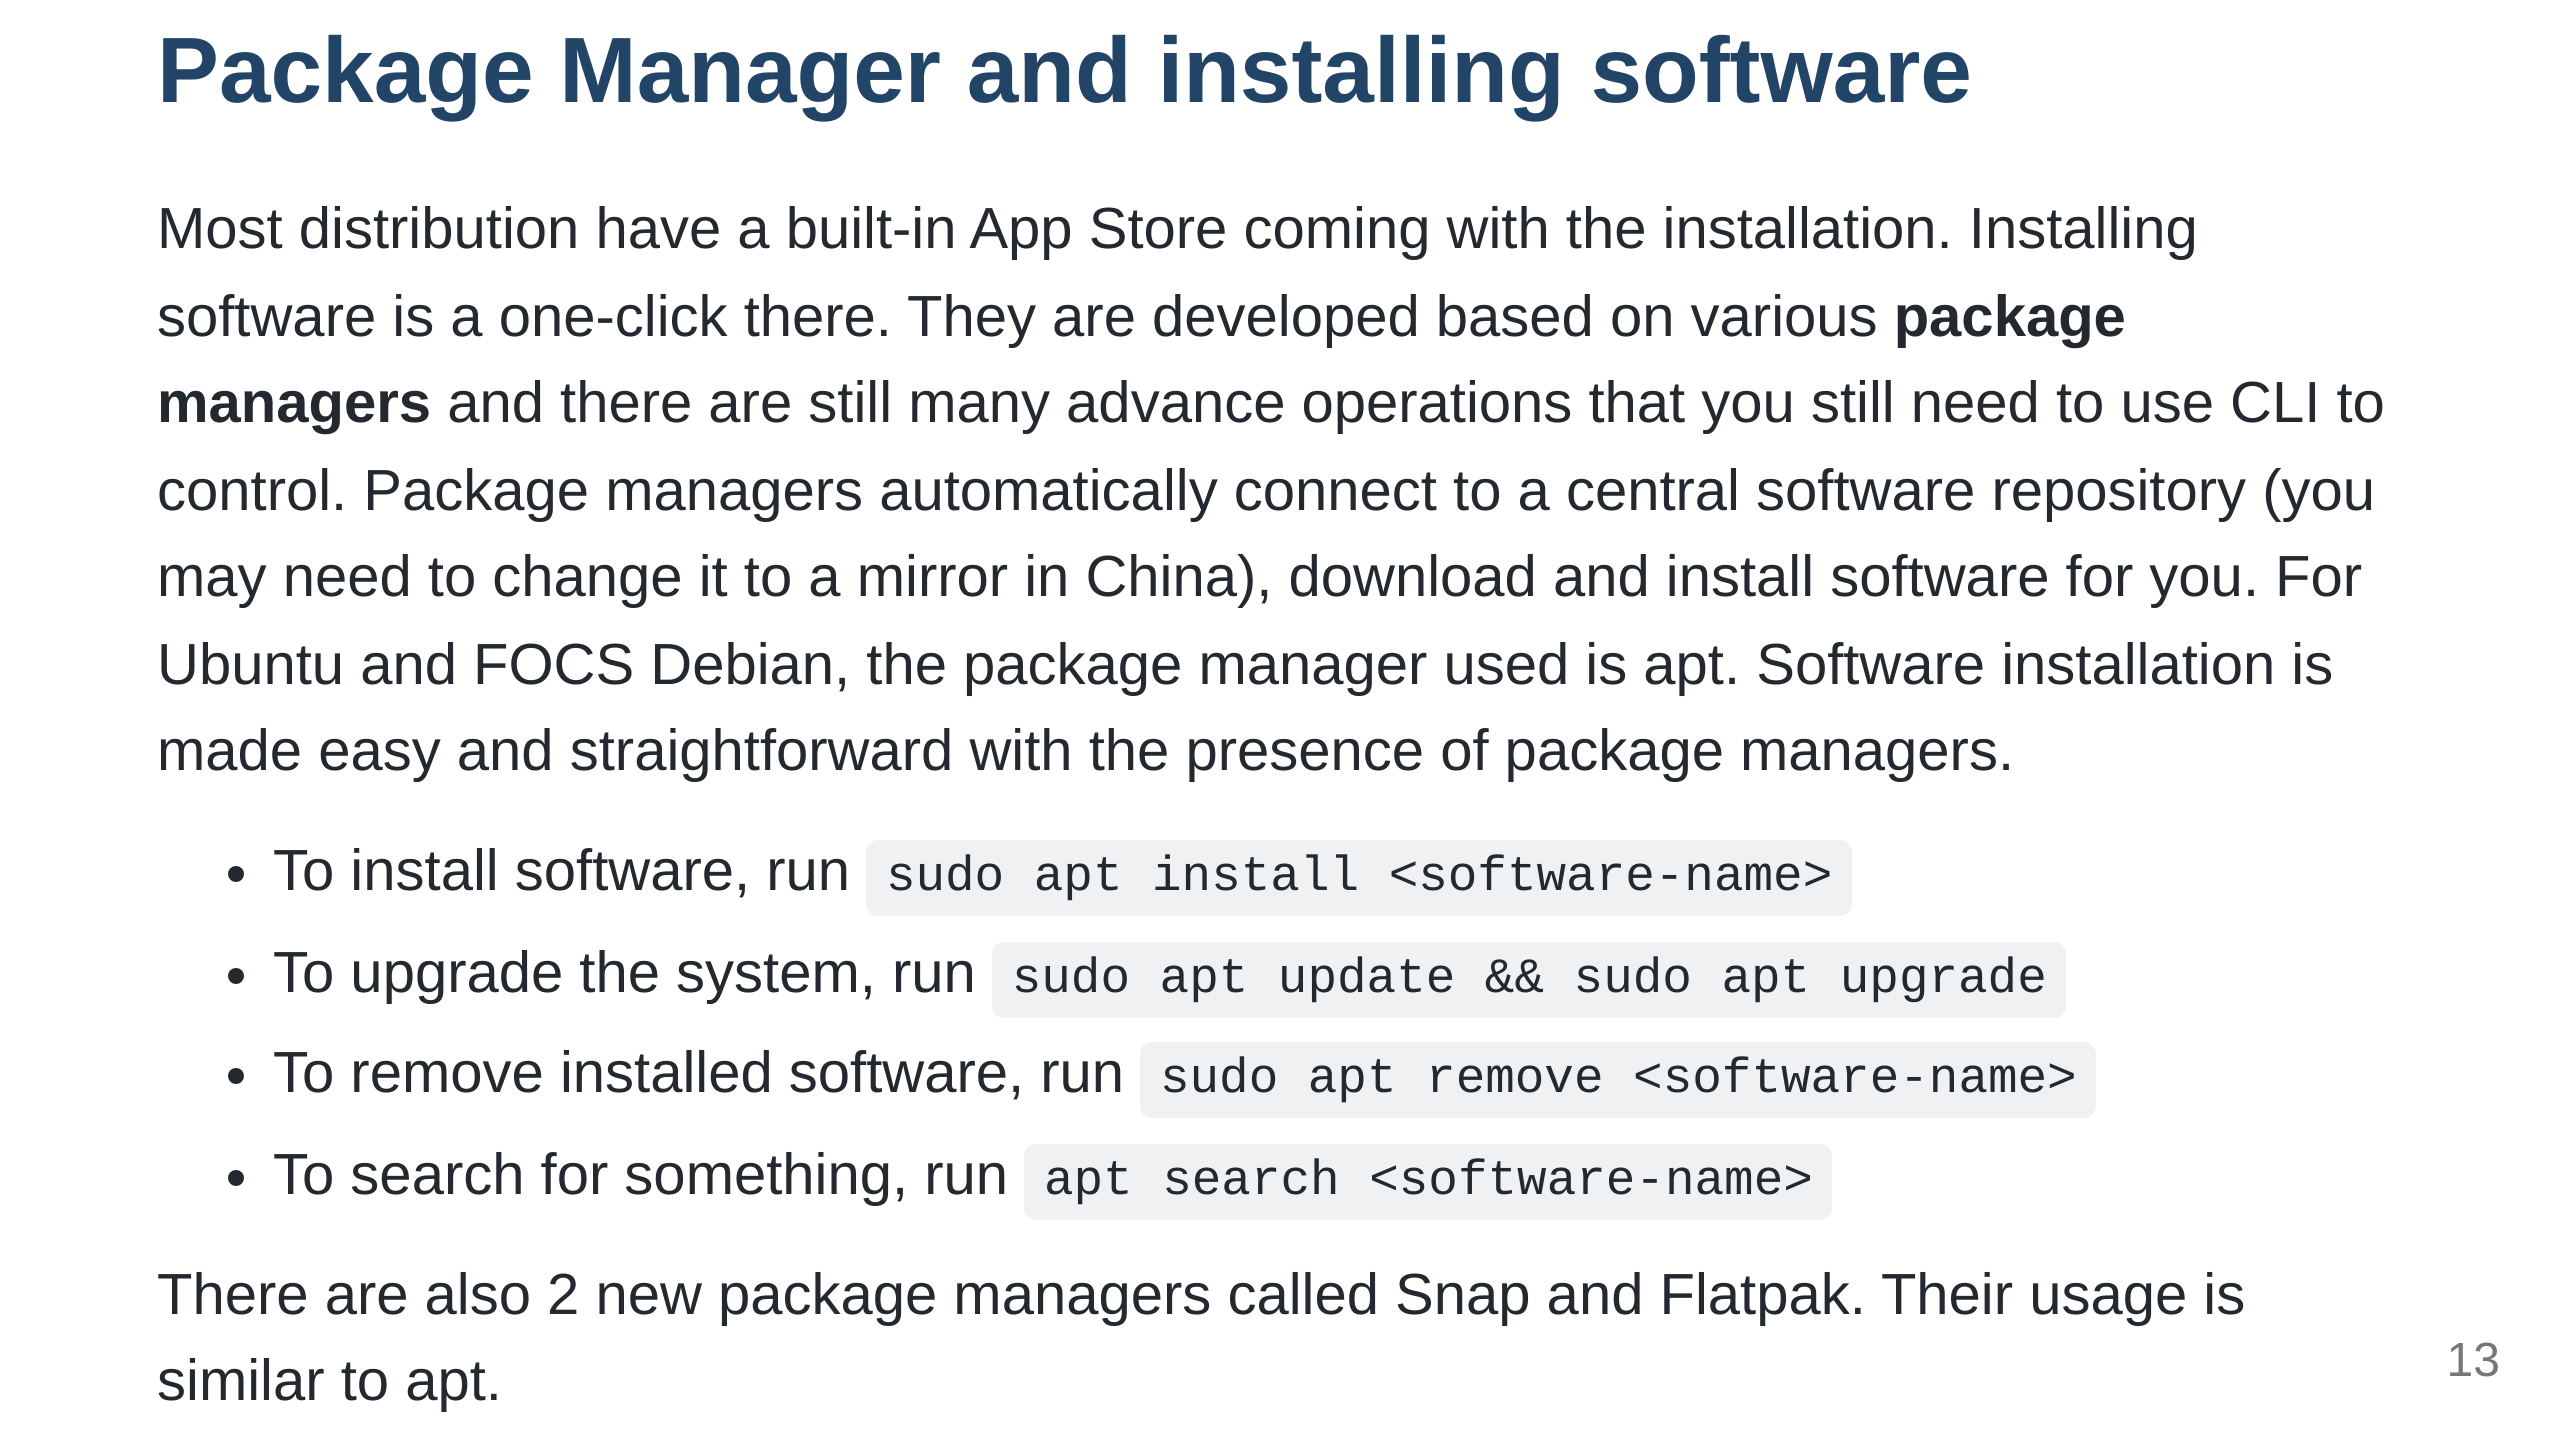 Package Manager and installing software
Most distribution have a built-in App Store coming with the installation. Installing
software is a one-click there. They are developed based on various package
managers and there are still many advance operations that you still need to use CLI to
control. Package managers automatically connect to a central software repository (you
may need to change it to a mirror in China), download and install software for you. For
Ubuntu and FOCS Debian, the package manager used is apt. Software installation is
made easy and straightforward with the presence of package managers.
• To install software, run sudo apt install <software-name>
• To upgrade the system, run sudo apt update && sudo apt upgrade
• To remove installed software, run sudo apt remove <software-name>
• To search for something, run apt search <software-name>
There are also 2 new package managers called Snap and Flatpak. Their usage is
similar to apt.
13